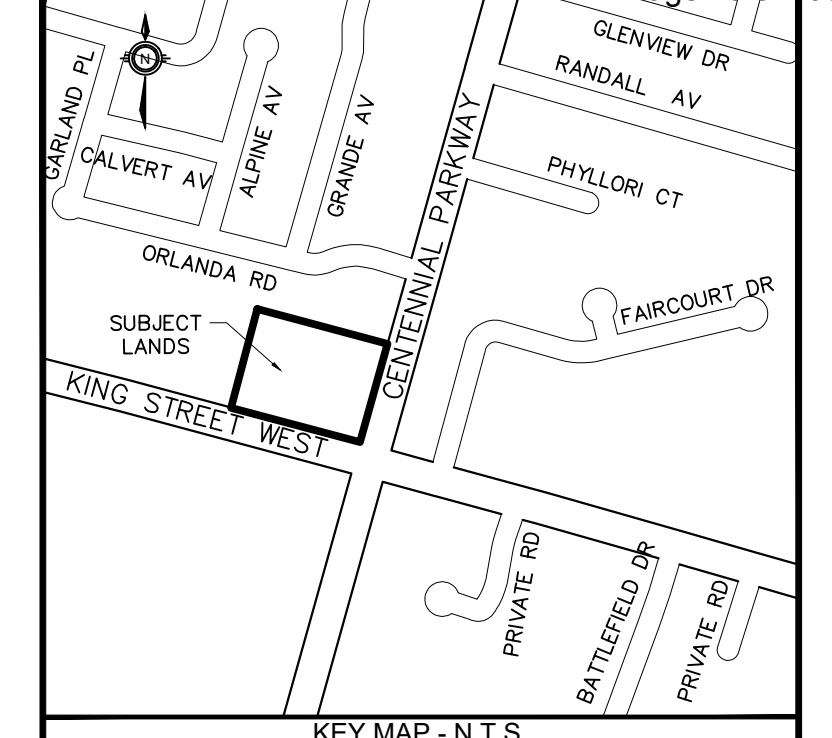 GLENVIEW DR
RANDALL AV
GARLAND PL
N
CALVERT AV
ALPINE AV
GRANDE AV
CENTENNIAL PARKWAY
PHYLLORI CT
ORLANDA RD
FAIRCOURT DR
SUBJECT
LANDS
KING STREET WEST
PRIVATE RD
BATTLEFIELD DR
PRIVATE RD
KEY MAP - N.T.S